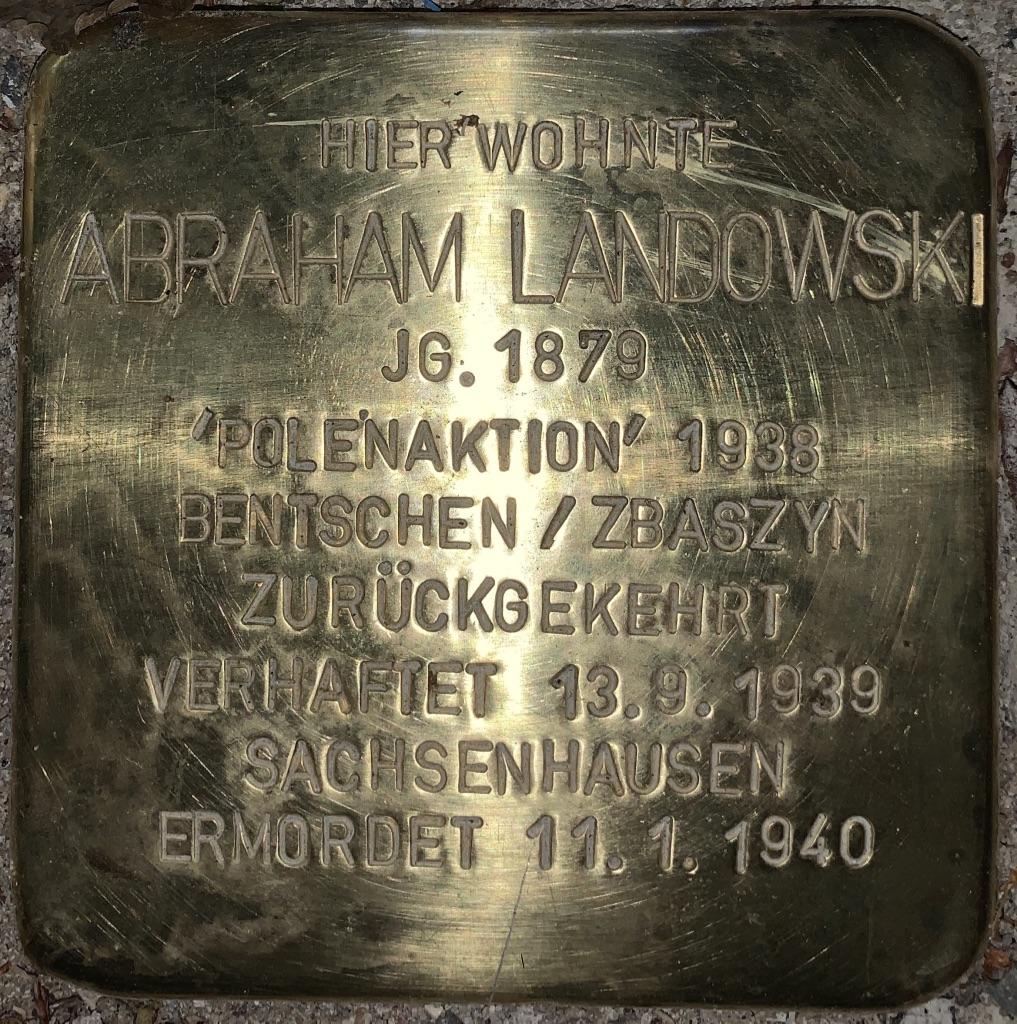 HIER WOHNTE
ABRAHAM LANDOWSKI
JG. 1879
'POLENAKTION' 1938
BENTSCHEN / ZBASZYN
ZURÜCKGEKEHRT
VERHAFTET 13.9.1939
SACHSENHAUSEN
ERMORDET 11.1.1940